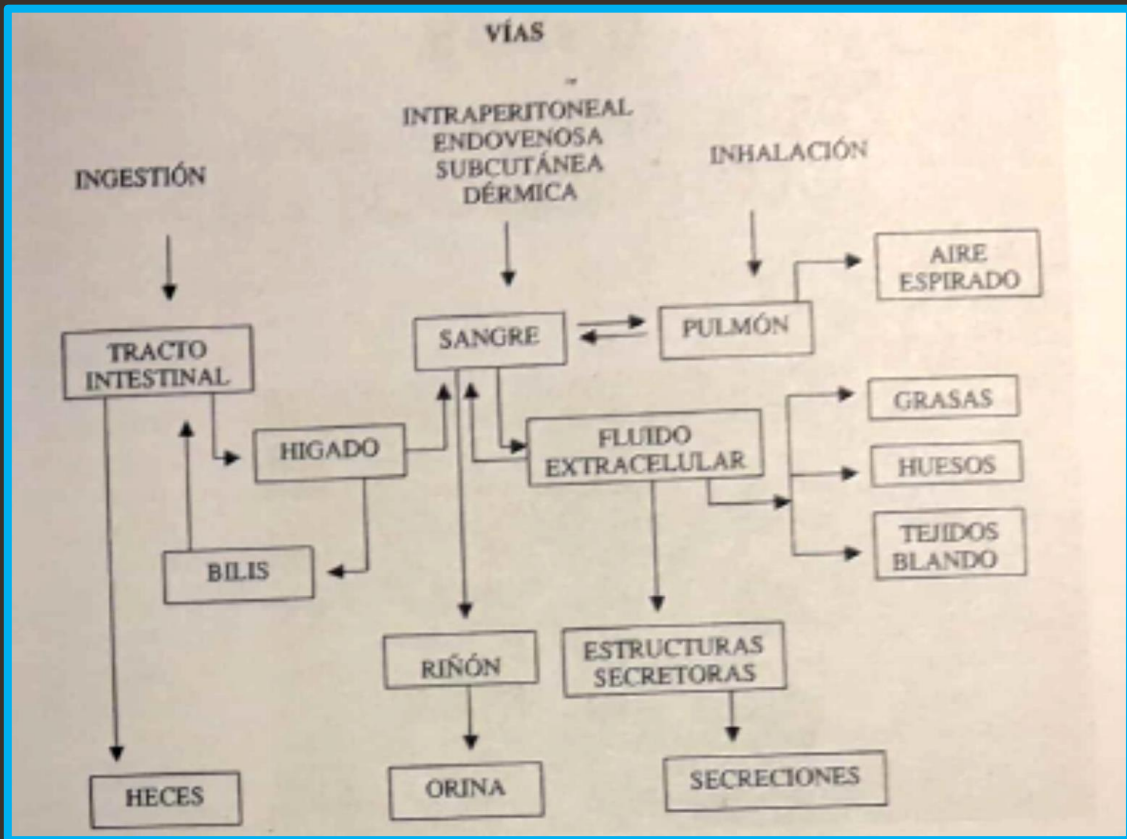 VÍAS
INTRAPERITONEAL
ENDOVENOSA
SUBCUTÁNEA
DÉRMICA
INGESTIÓN
INHALACIÓN
AIRE
ESPIRADO
TRACTO
INTESTINAL
SANGRE
PULMÓN
GRASAS
HIGADO
FLUIDO
EXTRACELULAR
HUESOS
TEJIDOS
BLANDO
BILIS
RIÑÓN
ESTRUCTURAS
SECRETORAS
HECES
ORINA
SECRECIONES